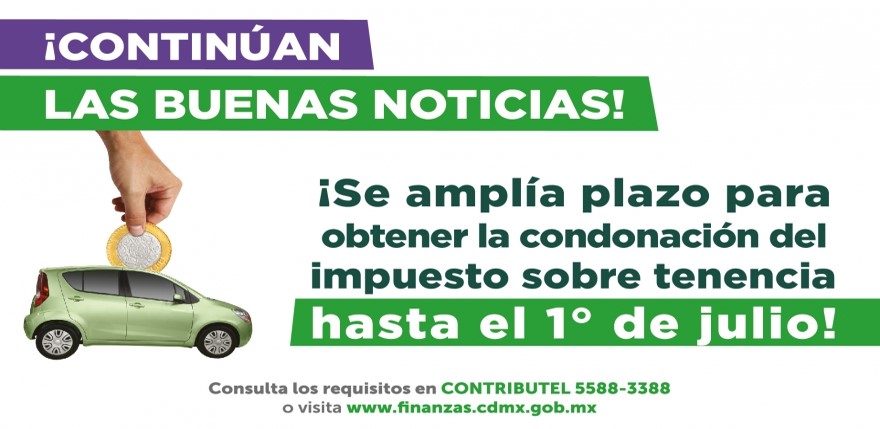 ¡CONTINÚAN
LAS BUENAS NOTICIAS!
¡Se amplía plazo para
obtener la condonación del
impuesto sobre tenencia
hasta el 1° de julio!
Consulta los requisitos en CONTRIBUTEL 5588-3388
o visita www.finanzas.cdmx.gob.mx